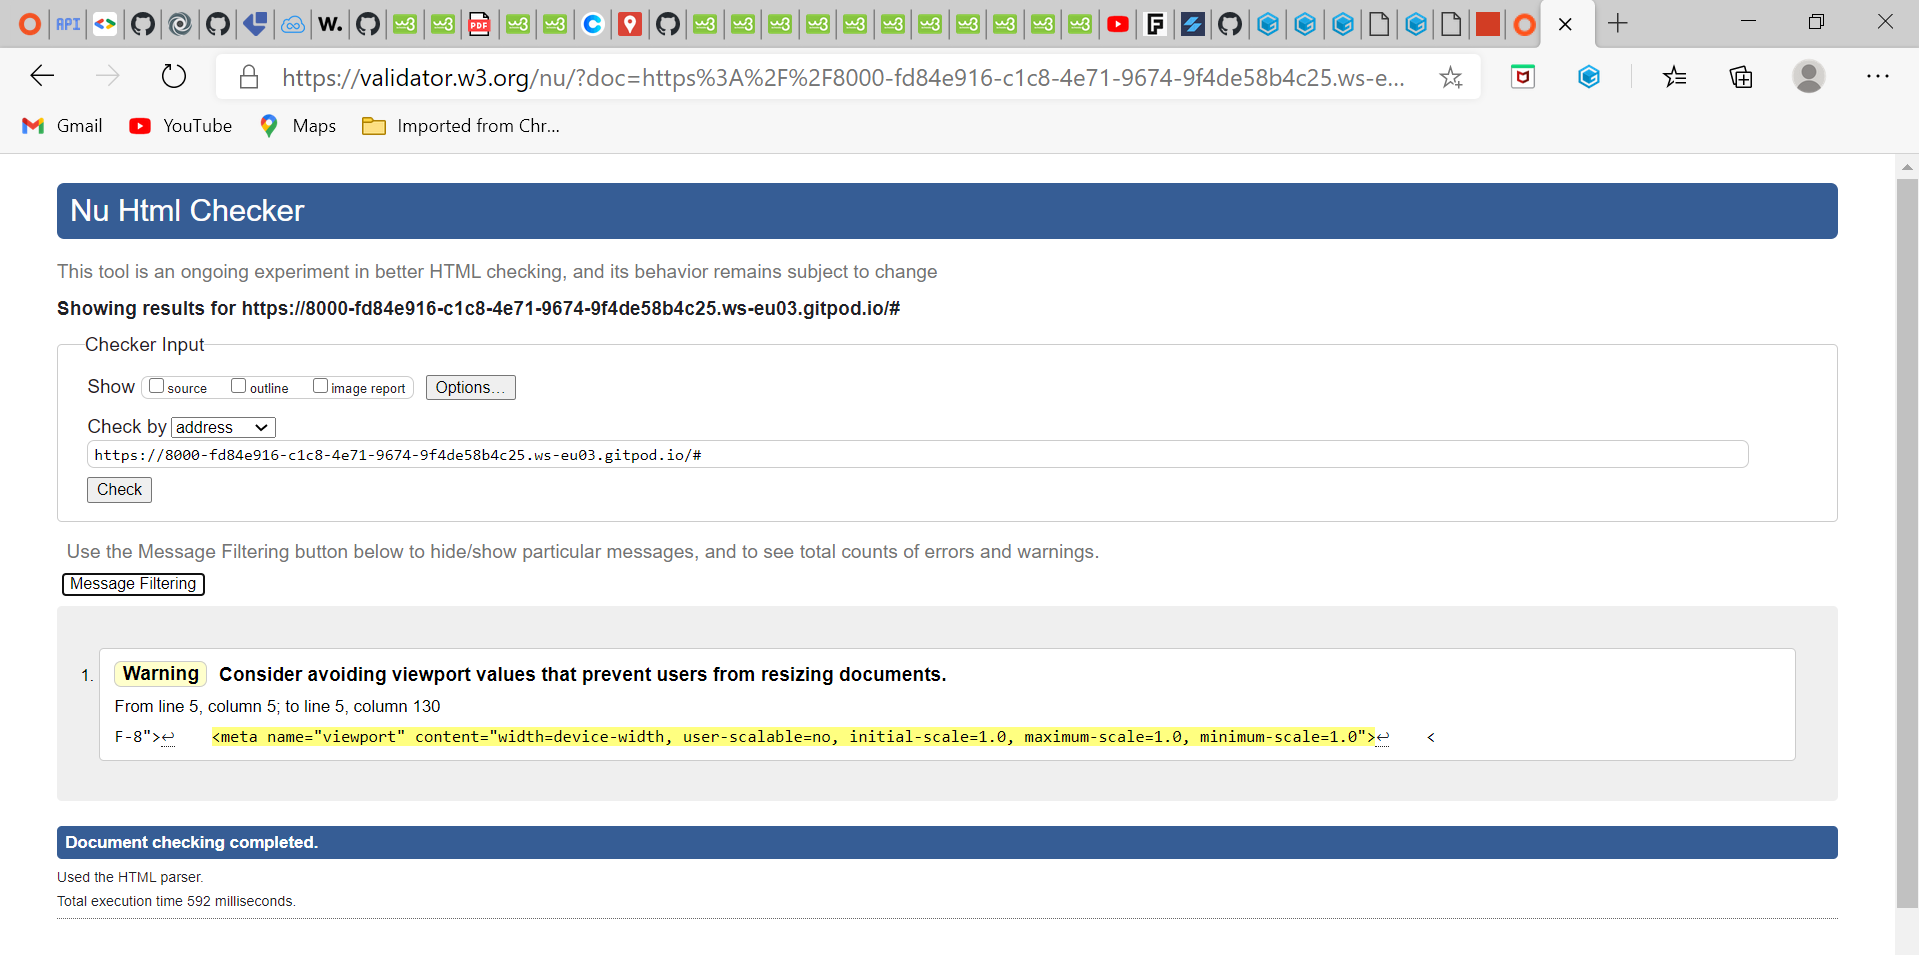 API
W.
PDF
https://validator.w3.org/nu/?doc=https%3A%2F%2F8000-fd84e916-c1c8-4e71-9674-9f4de58b4c25.ws-e...
Gmail YouTube Maps Imported from Chr...
Nu Html Checker
This tool is an ongoing experiment in better HTML checking, and its behavior remains subject to change
Showing results for https://8000-fd84e916-c1c8-4e71-9674-9f4de58b4c25.ws-eu03.gitpod.io/#
Checker Input
Show source outline image report Options...
Check by address
https://8000-fd84e916-c1c8-4e71-9674-9f4de58b4c25.ws-eu03.gitpod.io/#
Check
Use the Message Filtering button below to hide/show particular messages, and to see total counts of errors and warnings.
Message Filtering
1. Warning Consider avoiding viewport values that prevent users from resizing documents.
From line 5, column 5; to line 5, column 130
F-8">↩ <meta name="viewport" content="width=device-width, user-scalable=no, initial-scale=1.0, maximum-scale=1.0, minimum-scale=1.0">↩ <
Document checking completed.
Used the HTML parser.
Total execution time 592 milliseconds.